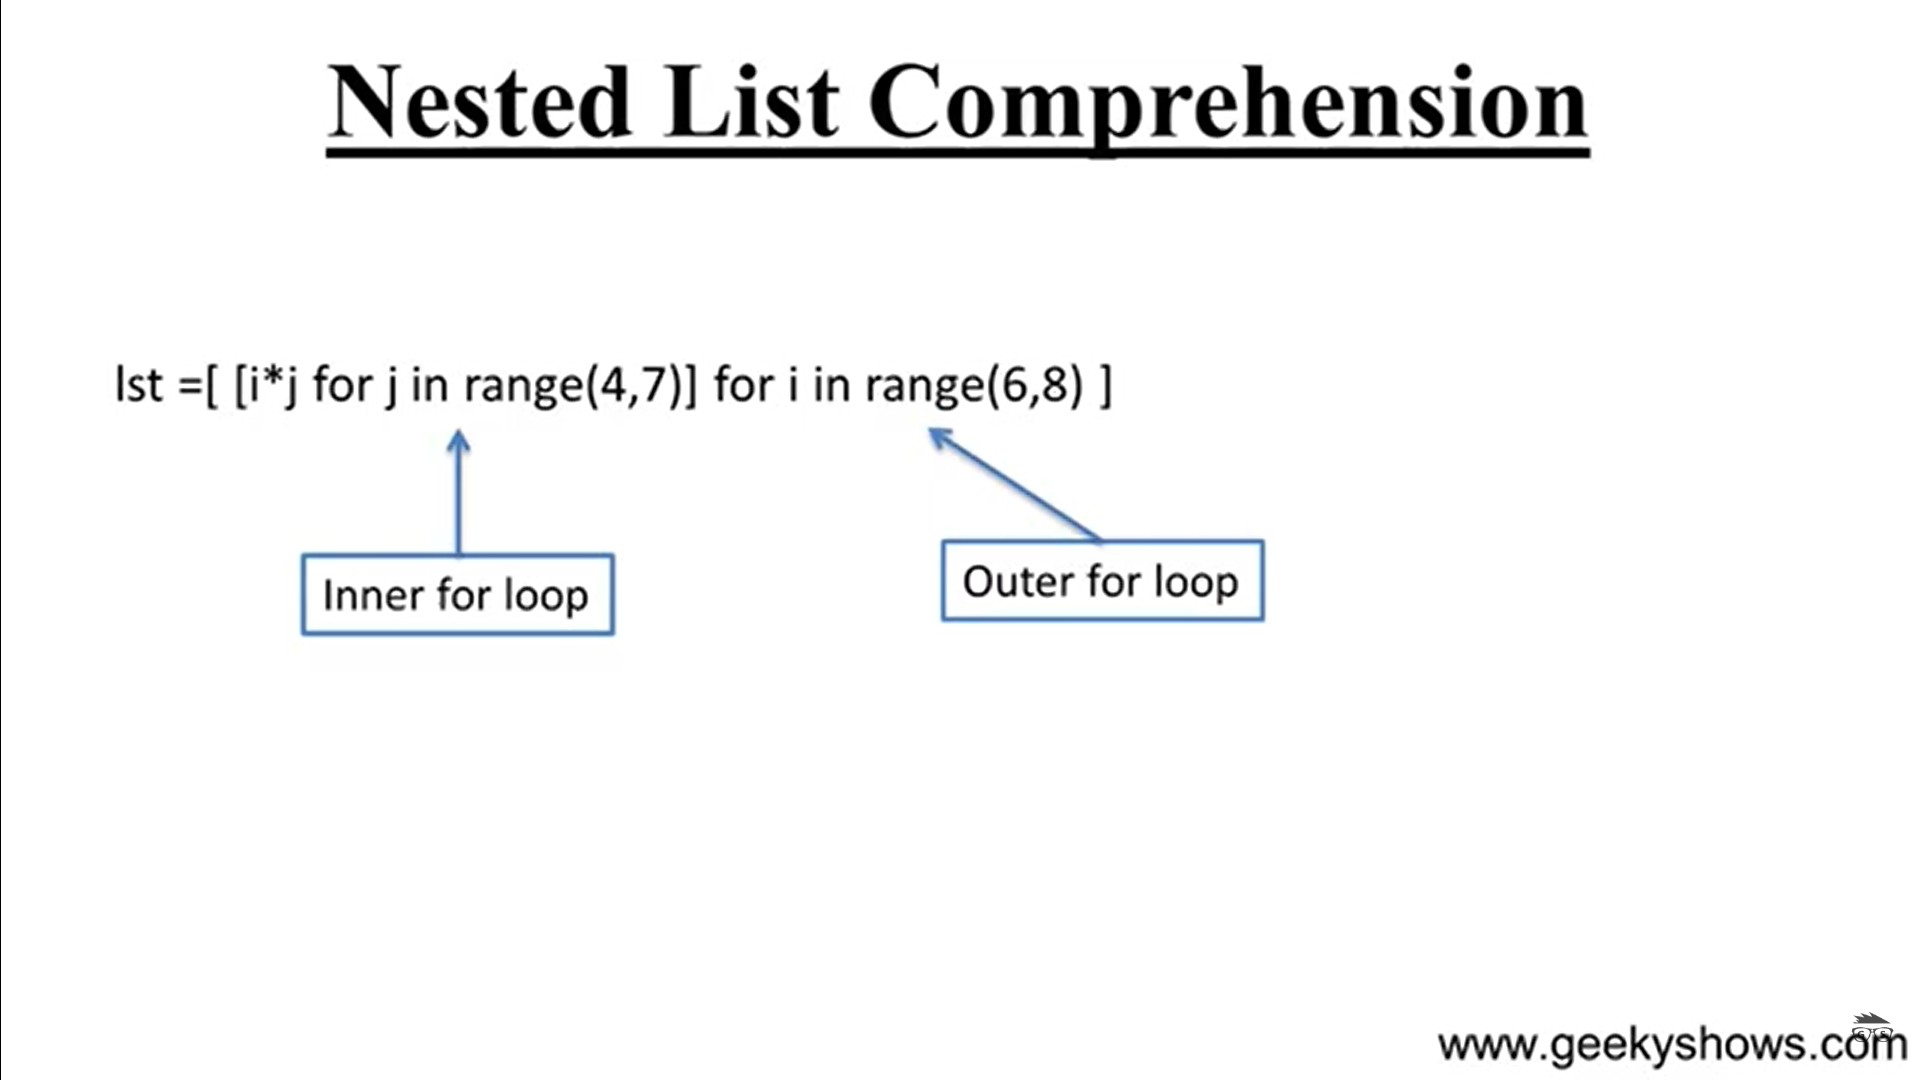 Nested List Comprehension
lst =[ [i*j for j in range(4,7)] for i in range(6,8) ]
Inner for loop
Outer for loop
www.geekyshows.com